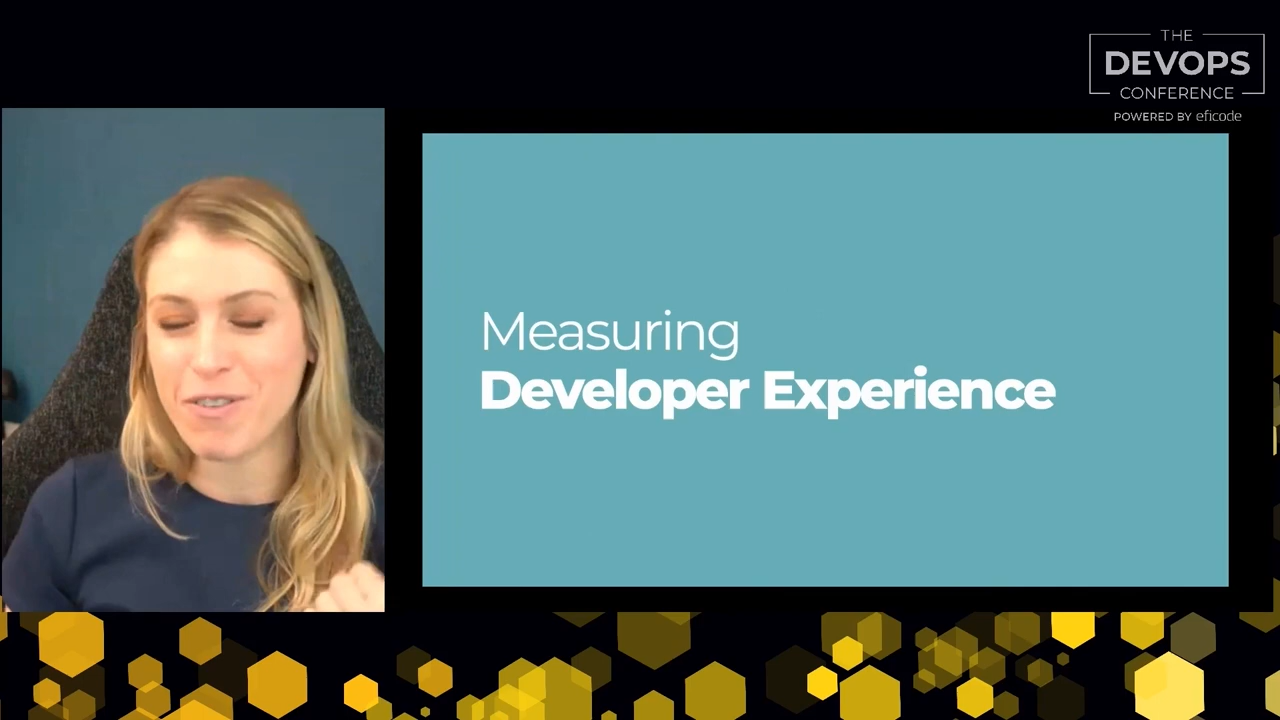 THE
DEVOPS
CONFERENCE
POWERED BY eficode
Measuring
Developer Experience